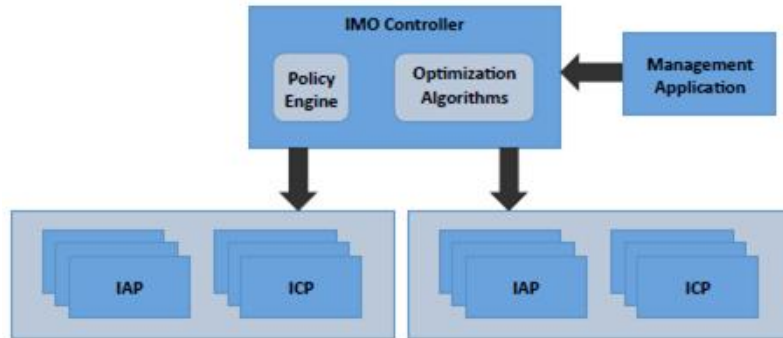 IMO Controller
Policy
Engine
Optimization
Algorithms
Management
Application
IAP
ICP
IAP
ICP